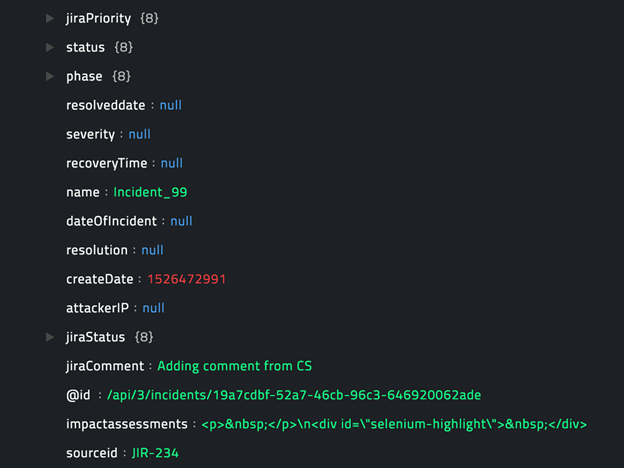 jiraPriority {8}
status {8}
phase {8}
resolveddate : null
severity : null
recoveryTime : null
name : Incident_99
dateOfIncident : null
resolution : null
createDate : 1526472991
attackerIP : null
jiraStatus {8}
jiraComment : Adding comment from CS
@id : /api/3/incidents/19a7cdbf-52a7-46cb-96c3-646920062ade
impactassessments : <p>&nbsp;</p>\n<div id=\"selenium-highlight\">&nbsp;</div>
sourceid : JIR-234